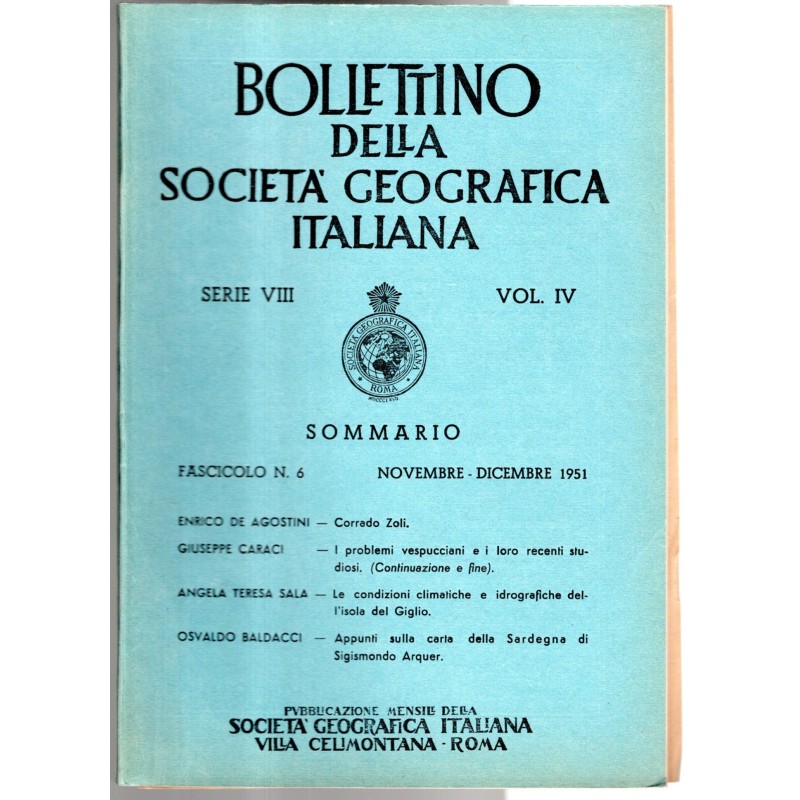 BOLLETTINO
DELLA
SOCIETÀ GEOGRAFICA
ITALIANA
SERIE VIII VOL. IV
SOCIETÀ GEOGRAFICA ITALIANA
ROMA
SOMMARIO
FASCICOLO N. 6 NOVEMBRE - DICEMBRE 1951
ENRICO DE AGOSTINI — Corrado Zoli.
GIUSEPPE CARACI — I problemi vespucciani e i loro recenti stu-
diosi. (Continuazione e fine).
ANGELA TERESA SALA — Le condizioni climatiche e idrografiche del-
l'isola del Giglio.
OSVALDO BALDACCI — Appunti sulla carta della Sardegna di
Sigismondo Arquer.
PVBBLICAZIONE MENSILE DELLA
SOCIETÀ GEOGRAFICA ITALIANA
VILLA CELIMONTANA - ROMA